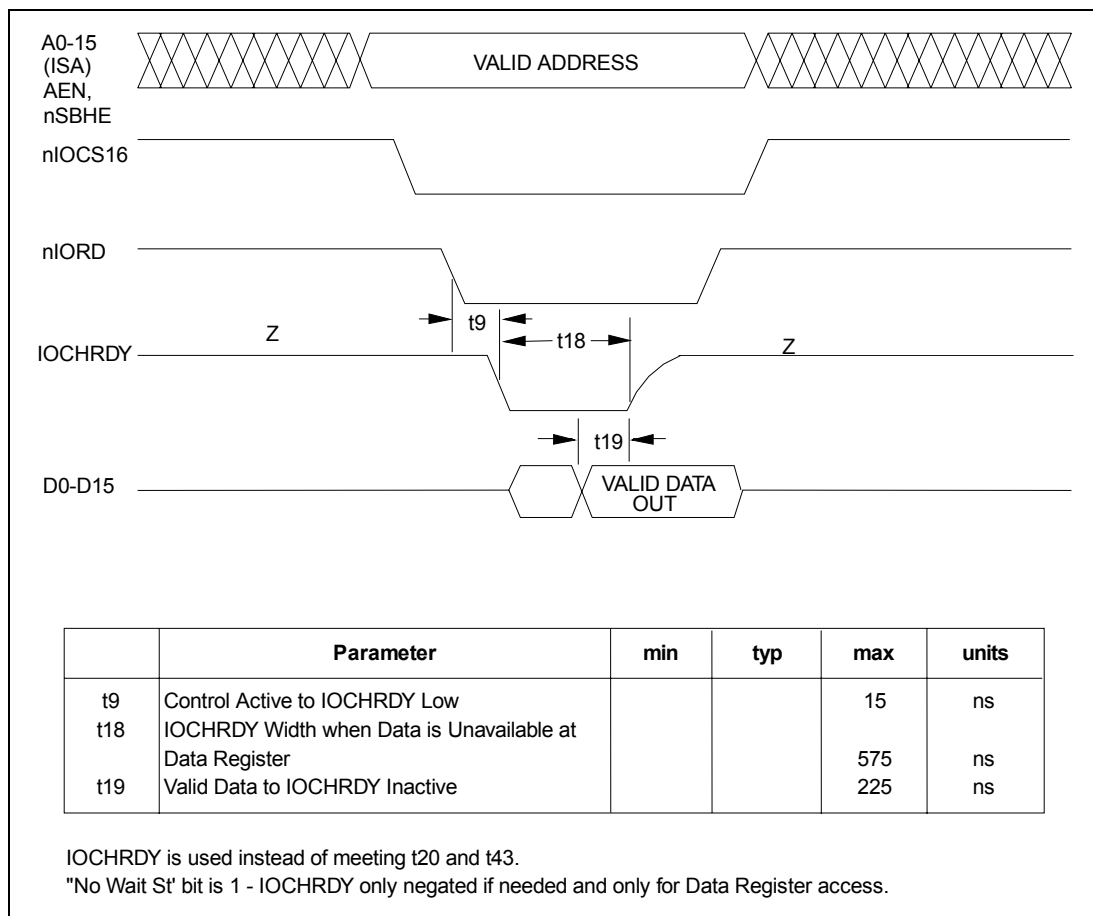 A0-15
(ISA)
AEN,
nSBHE
VALID ADDRESS
nIOCS16
nIORD
t9
Z
t18
Z
IOCHRDY
t19
D0-D15
VALID DATA
OUT
Parameter min typ max units
t9 Control Active to IOCHRDY Low 15 ns
t18 IOCHRDY Width when Data is Unavailable at
Data Register 575 ns
t19 Valid Data to IOCHRDY Inactive 225 ns
IOCHRDY is used instead of meeting t20 and t43.
"No Wait St' bit is 1 - IOCHRDY only negated if needed and only for Data Register access.